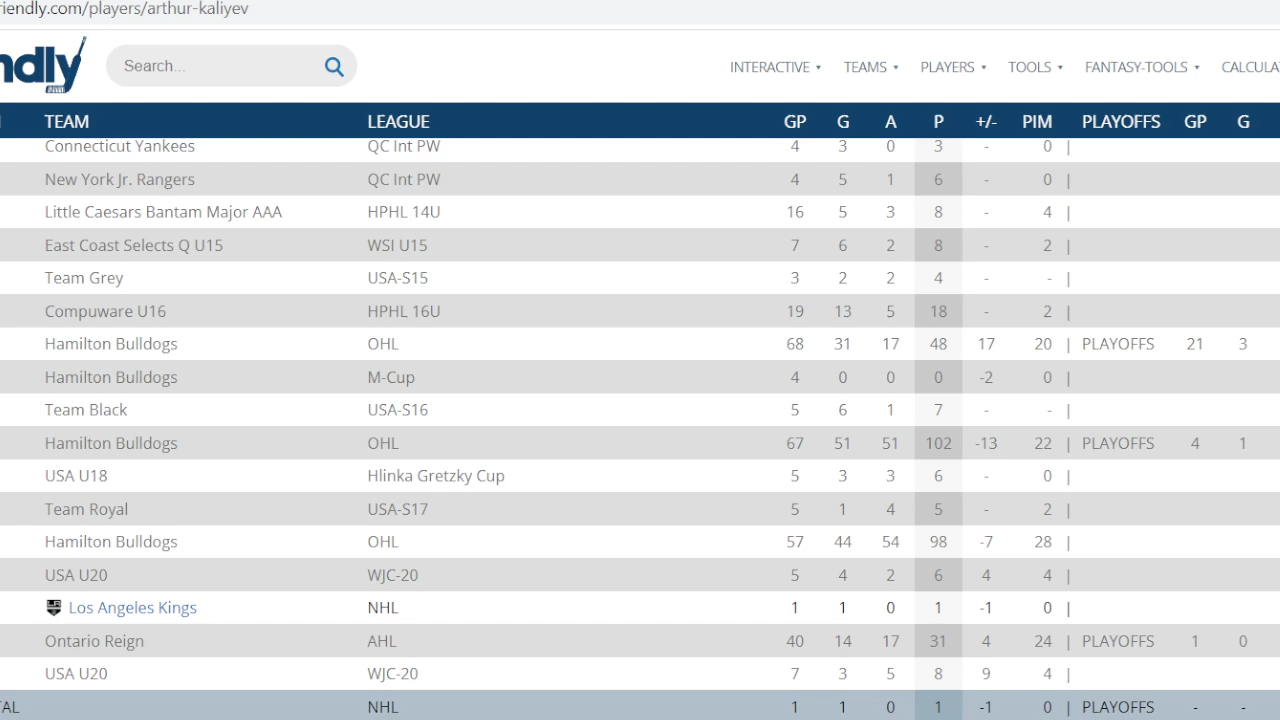 riendly.com/players/arthur-kaliyev
ndly Search... INTERACTIVE TEAMS PLAYERS TOOLS FANTASY-TOOLS CALCULA
TEAM LEAGUE GP G A P +/- PIM PLAYOFFS GP G
Connecticut Yankees QC Int PW 4 3 0 3 - 0 |
New York Jr. Rangers QC Int PW 4 5 1 6 - 0 |
Little Caesars Bantam Major AAA HPHL 14U 16 5 3 8 - 4 |
East Coast Selects Q U15 WSI U15 7 6 2 8 - 2 |
Team Grey USA-S15 3 2 2 4 - - |
Compuware U16 HPHL 16U 19 13 5 18 - 2 |
Hamilton Bulldogs OHL 68 31 17 48 17 20 | PLAYOFFS 21 3
Hamilton Bulldogs M-Cup 4 0 0 0 -2 0 |
Team Black USA-S16 5 6 1 7 - - |
Hamilton Bulldogs OHL 67 51 51 102 -13 22 | PLAYOFFS 4 1
USA U18 Hlinka Gretzky Cup 5 3 3 6 - 0 |
Team Royal USA-S17 5 1 4 5 - 2 |
Hamilton Bulldogs OHL 57 44 54 98 -7 28 |
USA U20 WJC-20 5 4 2 6 4 4 |
Los Angeles Kings NHL 1 1 0 1 -1 0 |
Ontario Reign AHL 40 14 17 31 4 24 | PLAYOFFS 1 0
USA U20 WJC-20 7 3 5 8 9 4 |
TAL NHL 1 1 0 1 -1 0 | PLAYOFFS - -